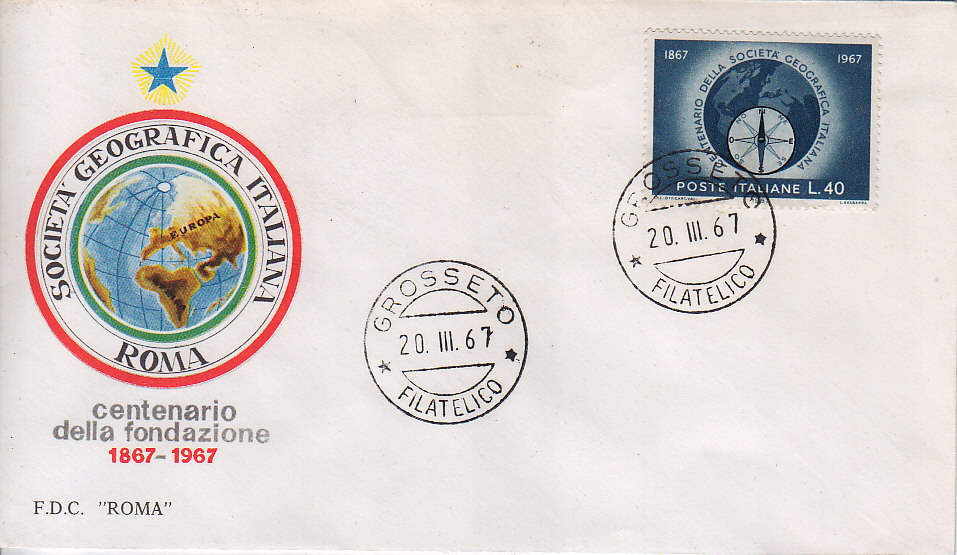 SOCIETA' GEOGRAFICA ITALIANA
EUROPA
ROMA
centenario
della fondazione
1867-1967
F.D.C. "ROMA"
GROSSETO
20. III. 67
FILATELICO
1867 1967
CENTENARIO DELLA SOCIETA' GEOGRAFICA ITALIANA
N
O E
S
POSTE ITALIANE L.40
GROSSETO
20. III. 67
FILATELICO